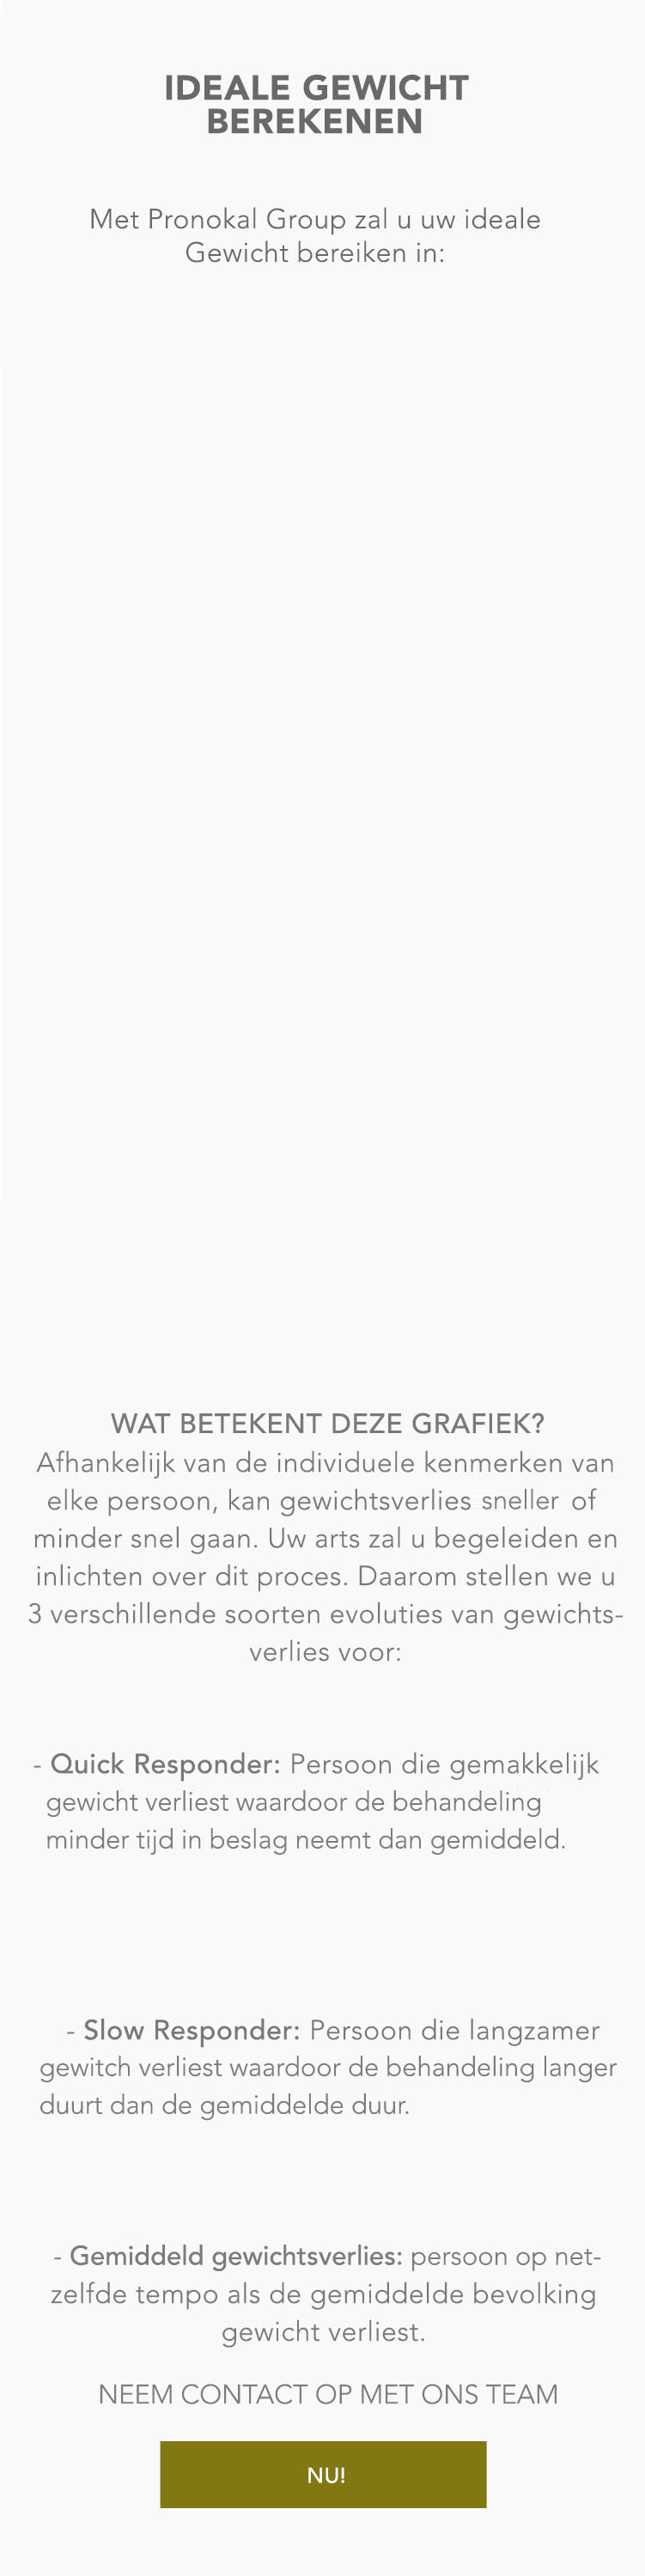 IDEALE GEWICHT
BEREKENEN
Met Pronokal Group zal u uw ideale
Gewicht bereiken in:
WAT BETEKENT DEZE GRAFIEK?
Afhankelijk van de individuele kenmerken van
elke persoon, kan gewichtsverlies sneller of
minder snel gaan. Uw arts zal u begeleiden en
inlichten over dit proces. Daarom stellen we u
3 verschillende soorten evoluties van gewichts-
verlies voor:
- Quick Responder: Persoon die gemakkelijk
gewicht verliest waardoor de behandeling
minder tijd in beslag neemt dan gemiddeld.
- Slow Responder: Persoon die langzamer
gewitch verliest waardoor de behandeling langer
duurt dan de gemiddelde duur.
- Gemiddeld gewichtsverlies: persoon op net-
zelfde tempo als de gemiddelde bevolking
gewicht verliest.
NEEM CONTACT OP MET ONS TEAM
NU!